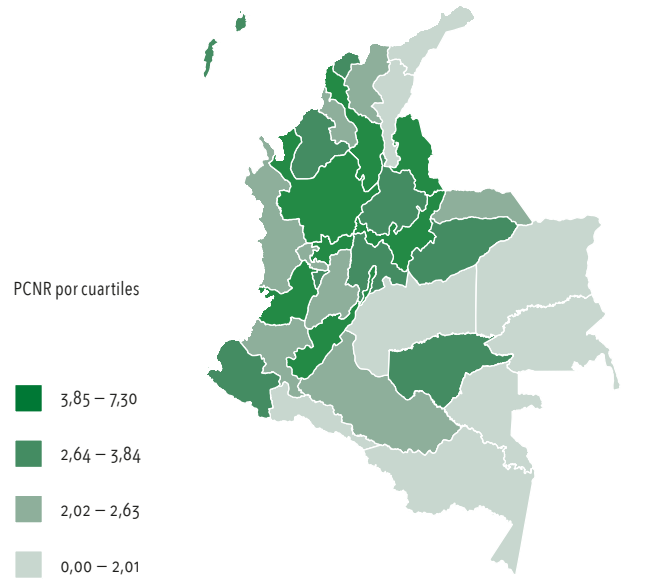 PCNR por cuartiles
3,85 – 7,30
2,64 – 3,84
2,02 – 2,63
0,00 – 2,01